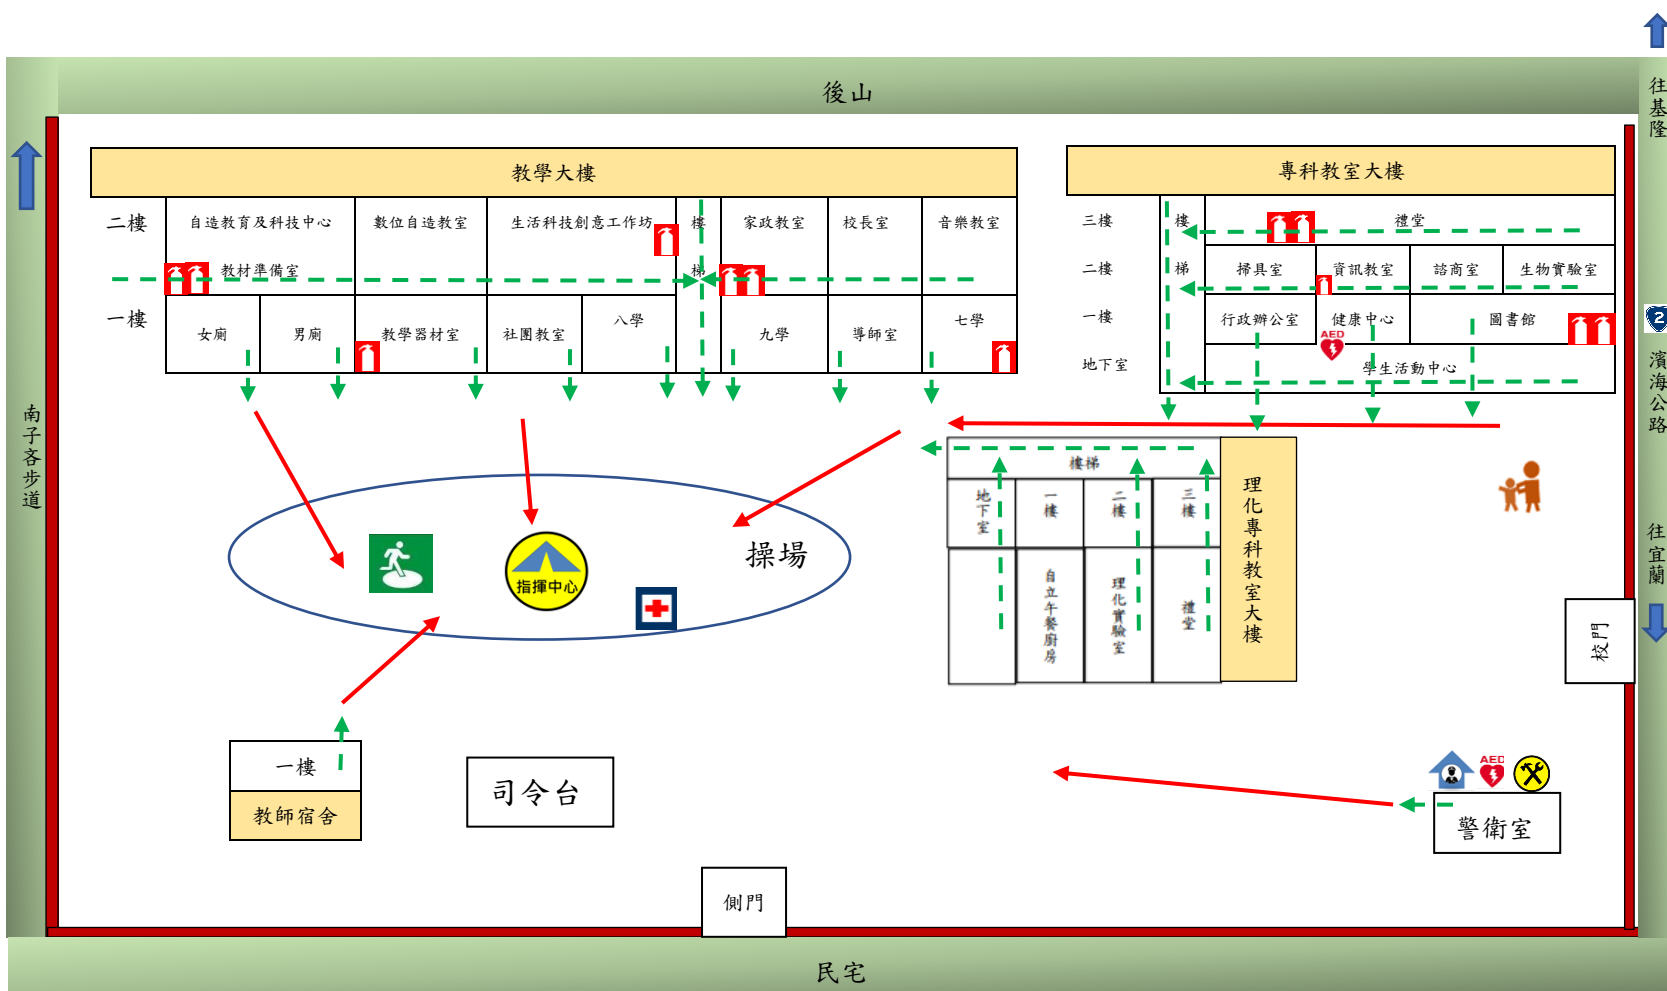 後山
往基隆
教學大樓
專科教室大樓
二樓
自造教育及科技中心
數位自造教室
生活科技創意工作坊
樓梯
家政教室
校長室
音樂教室
教材準備室
一樓
女廁
男廁
教學器材室
社團教室
八學
九學
導師室
七學
三樓
樓梯
禮堂
二樓
掃具室
資訊教室
諮商室
生物實驗室
一樓
行政辦公室
健康中心
圖書館
AED
地下室
學生活動中心
2
濱海公路
南子吝步道
樓梯
地下室
一樓
二樓
三樓
自立午餐廚房
理化實驗室
禮堂
理化專科教室大樓
操場
指揮中心
往宜蘭
校門
一樓
教師宿舍
司令台
AED
警衛室
側門
民宅